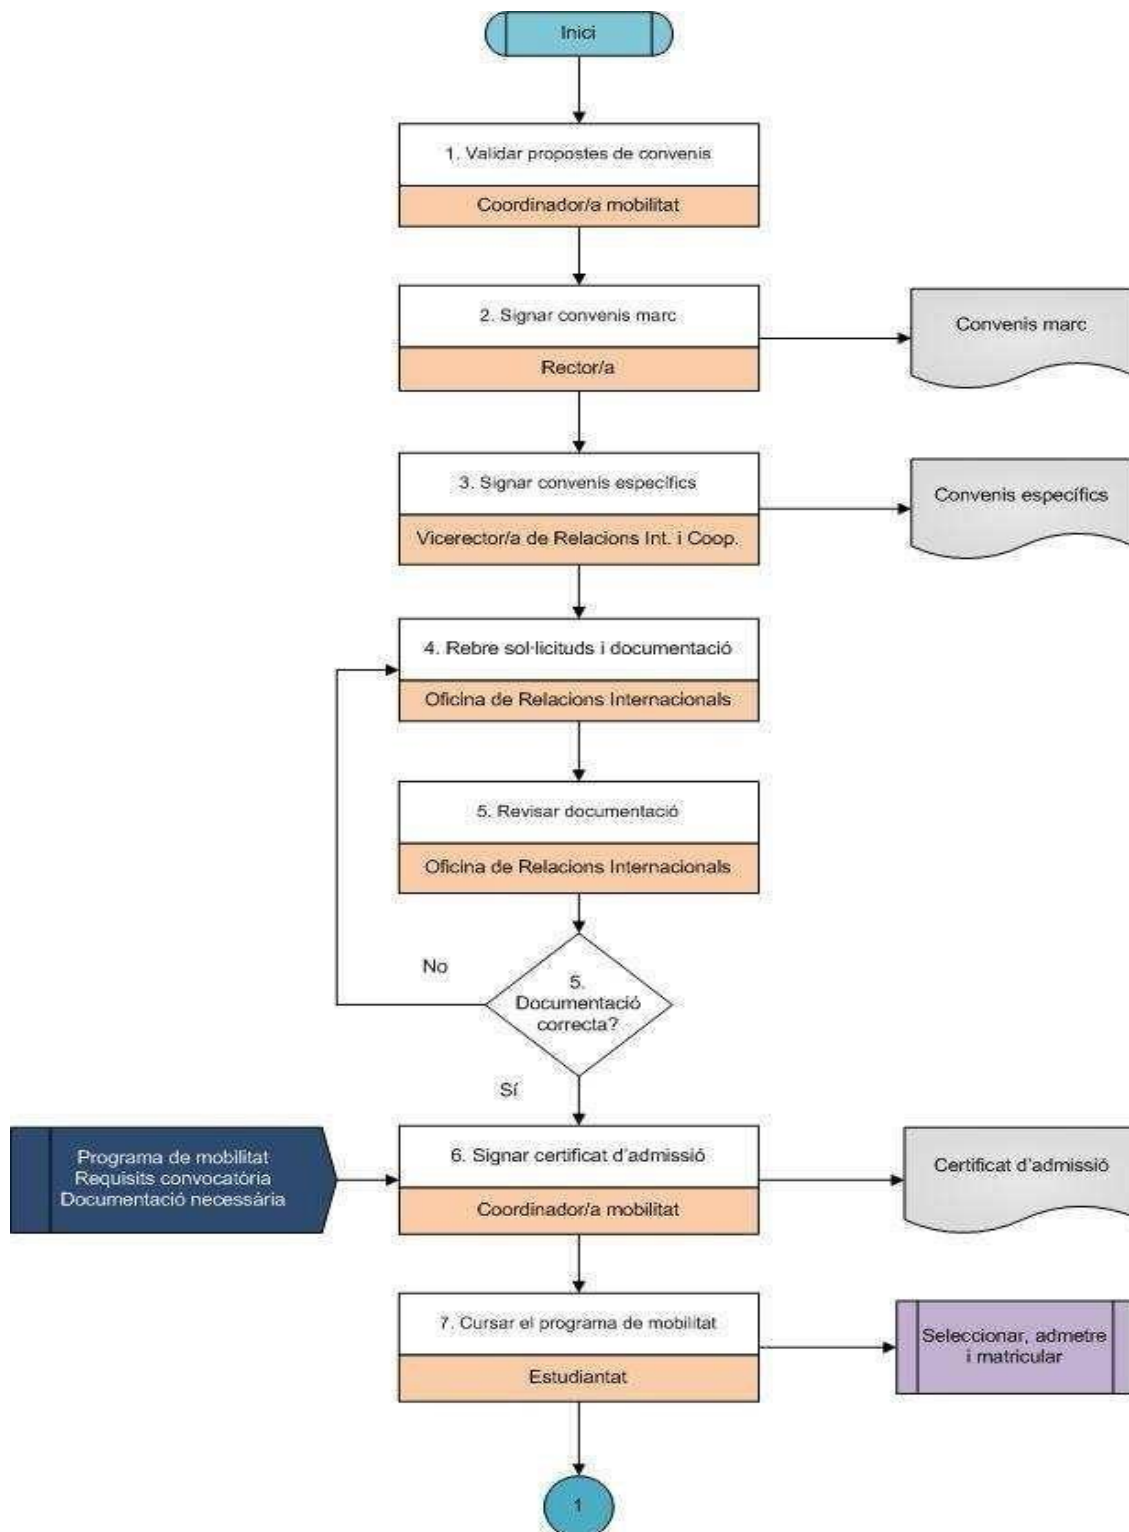 Inici
1. Validar propostes de convenis
Coordinador/a mobilitat
2. Signar convenis marc
Rector/a
Convenis marc
3. Signar convenis específics
Vicerector/a de Relacions Int. i Coop.
Convenis específics
4. Rebre sol·licituds i documentació
Oficina de Relacions Internacionals
5. Revisar documentació
Oficina de Relacions Internacionals
No
5.
Documentació
correcta?
Sí
Programa de mobilitat
Requisits convocatória
Documentació necessària
6. Signar certificat d'admissió
Coordinador/a mobilitat
Certificat d'admissió
7. Cursar el programa de mobilitat
Estudiantat
Seleccionar, admetre
i matricular
1